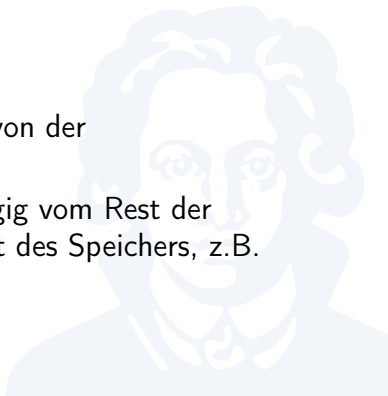 von der
gig vom Rest der
t des Speichers, z.B.